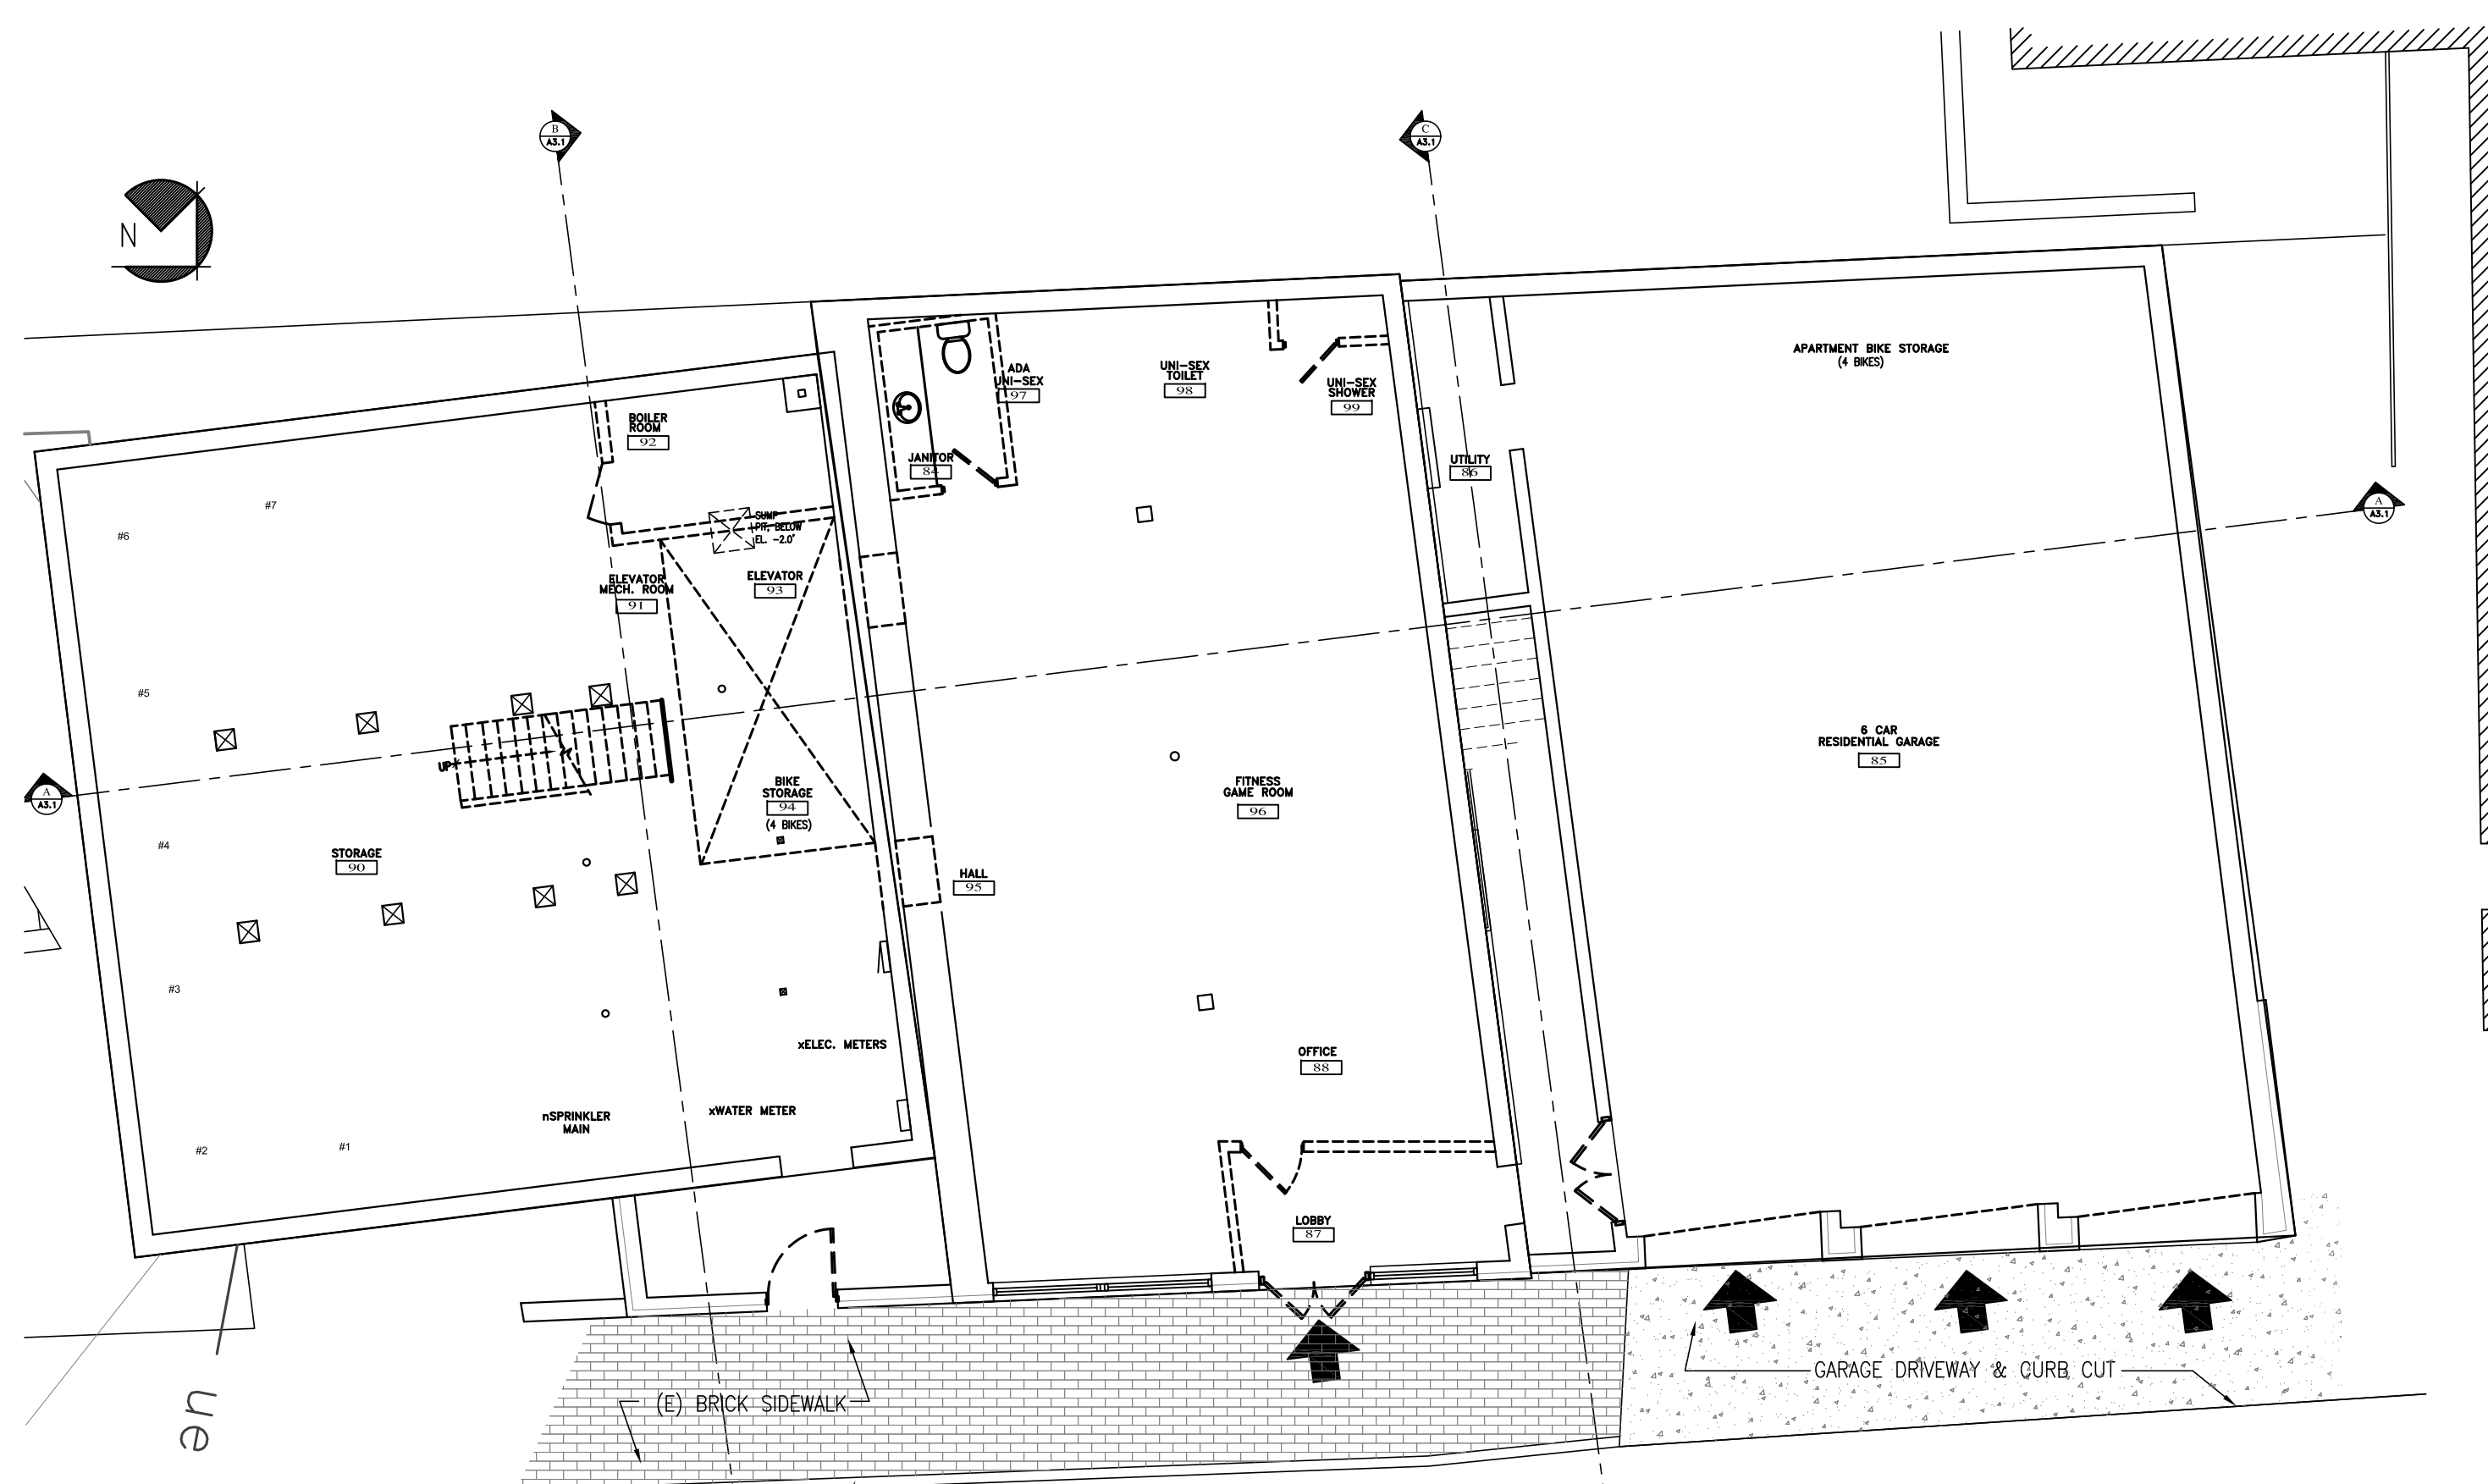 B
A3.1
C
A3.1
N
APARTMENT BIKE STORAGE
(4 BIKES)
ADA
UNI-SEX
97
UNI-SEX
TOILET
98
UNI-SEX
SHOWER
99
BOILER
ROOM
92
JANITOR
84
UTILITY
86
#7
#6
SUMP
PIT, BELOW
EL. -2.0'
A
A3.1
ELEVATOR
MECH. ROOM
91
ELEVATOR
93
#5
UP
6 CAR
RESIDENTIAL GARAGE
85
BIKE
STORAGE
94
(4 BIKES)
FITNESS
GAME ROOM
96
A
A3.1
#4
STORAGE
90
HALL
95
#3
xELEC. METERS
OFFICE
88
xWATER METER
nSPRINKLER
MAIN
#2
#1
LOBBY
87
GARAGE DRIVEWAY & CURB CUT
(E) BRICK SIDEWALK
ue